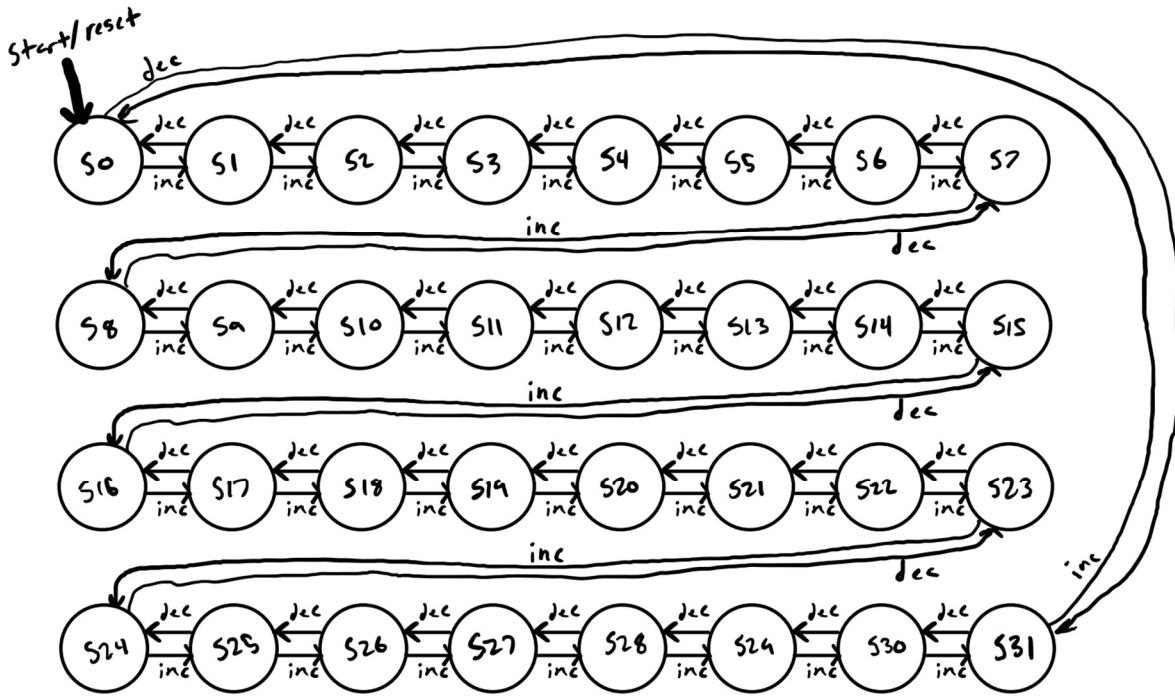 Start/reset
dec
dec dec dec dec dec dec dec
S0 S1 S2 S3 S4 S5 S6 S7
inc inc inc inc inc inc inc
inc
dec
dec dec dec dec dec dec dec
S8 S9 S10 S11 S12 S13 S14 S15
inc inc inc inc inc inc inc
inc
dec
dec dec dec dec dec dec dec
S16 S17 S18 S19 S20 S21 S22 S23
inc inc inc inc inc inc inc
inc
dec
inc
dec dec dec dec dec dec dec
S24 S25 S26 S27 S28 S29 S30 S31
inc inc inc inc inc inc inc